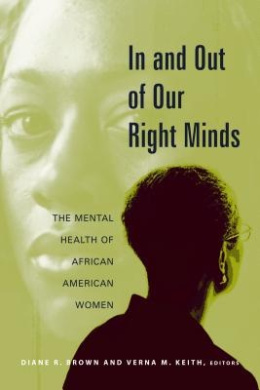 In and Out
of Our
Right Minds
THE MENTAL
HEALTH OF
AFRICAN
AMERICAN
WOMEN
DIANE R. BROWN AND VERNA M. KEITH, EDITORS